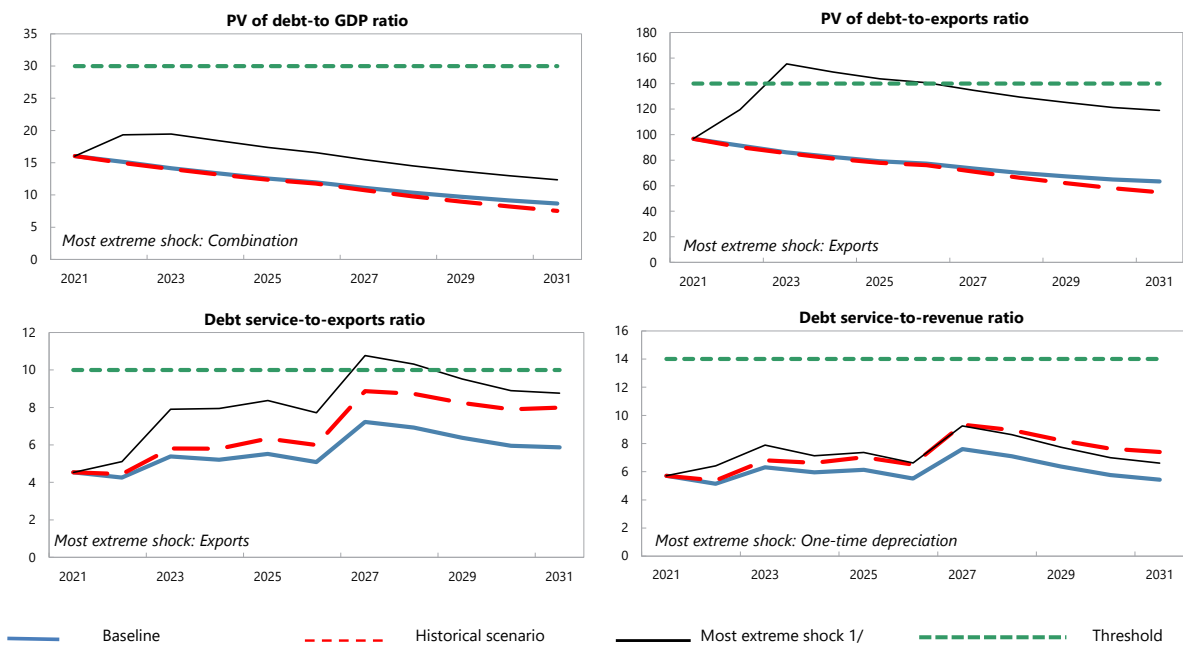 PV of debt-to GDP ratio
35
30
25
20
15
10
5
0
Most extreme shock: Combination
2021 2023 2025 2027 2029 2031
PV of debt-to-exports ratio
180
160
140
120
100
80
60
40
20
0
Most extreme shock: Exports
2021 2023 2025 2027 2029 2031
Debt service-to-exports ratio
12
10
8
6
4
2
0
Most extreme shock: Exports
2021 2023 2025 2027 2029 2031
Debt service-to-revenue ratio
16
14
12
10
8
6
4
2
0
Most extreme shock: One-time depreciation
2021 2023 2025 2027 2029 2031
Baseline Historical scenario Most extreme shock 1/ Threshold